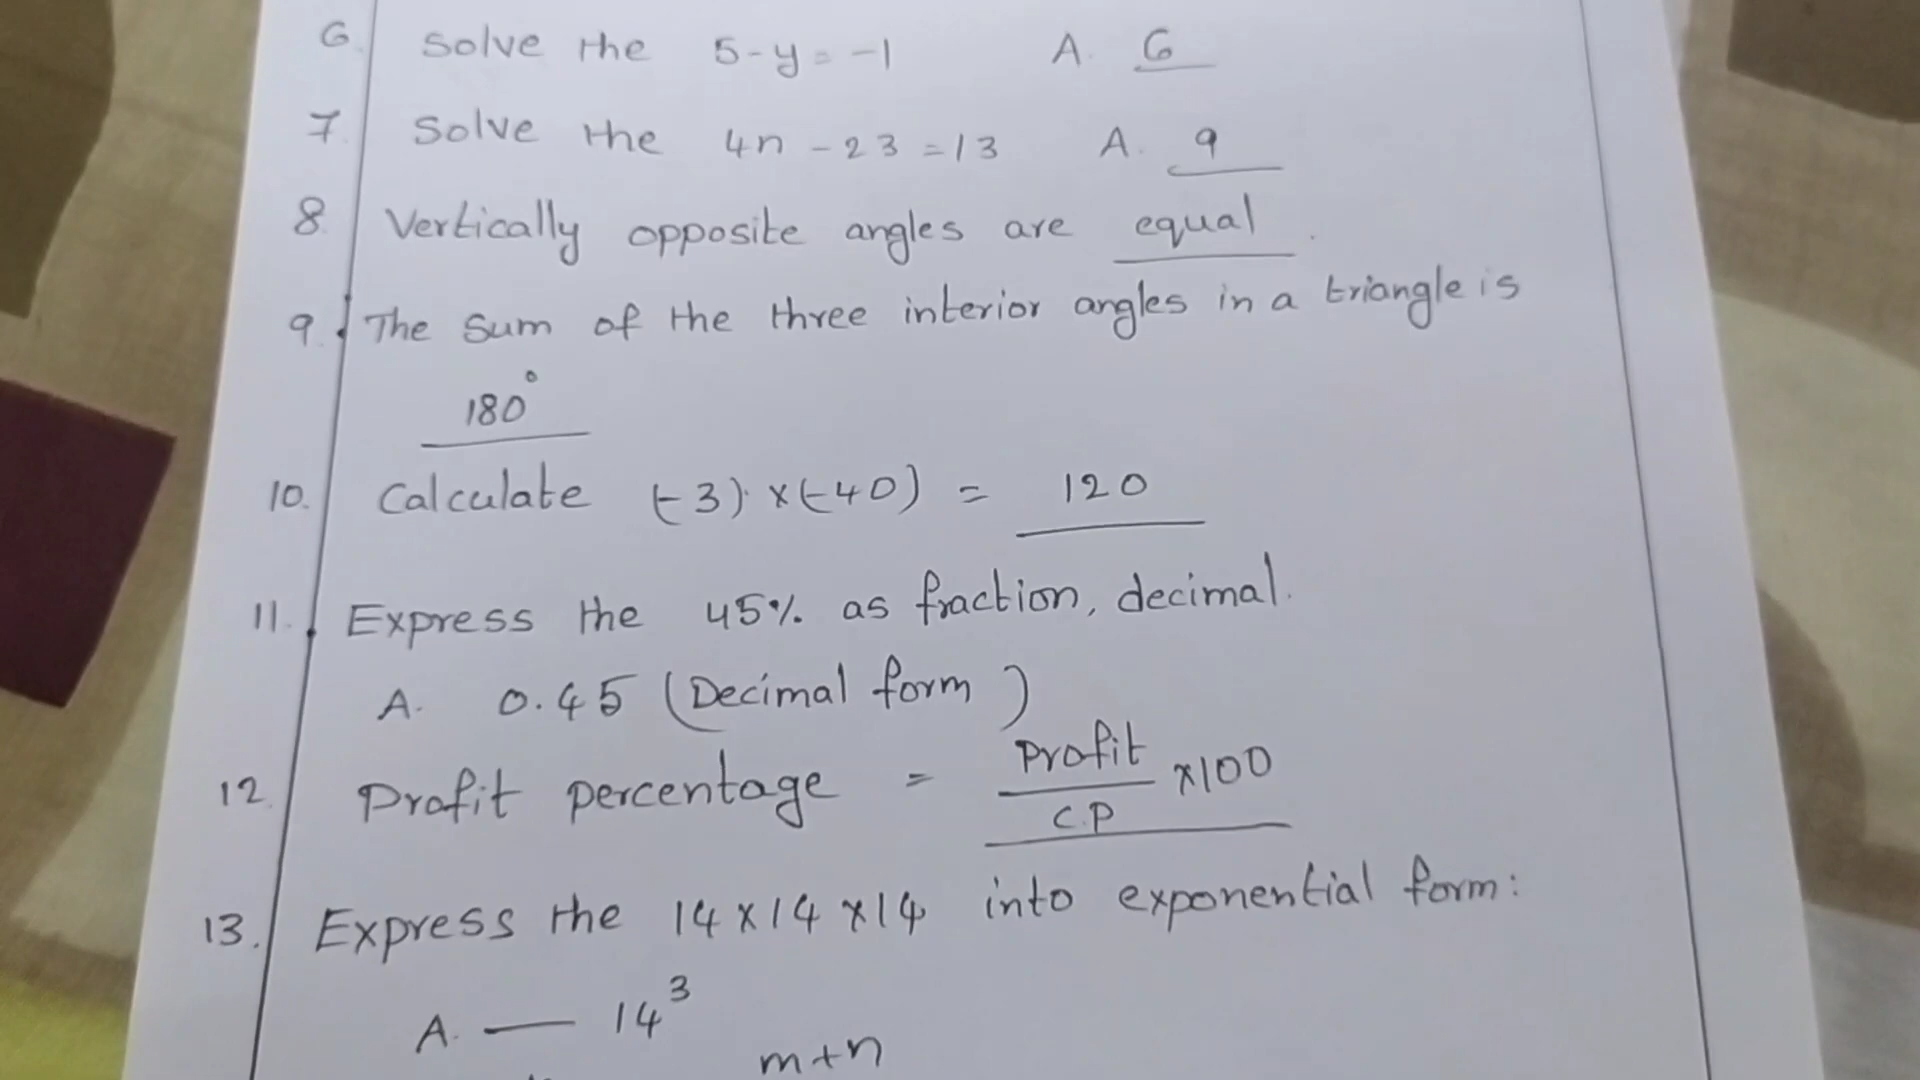 6. Solve the 5-y = -1 A. 6
7. Solve the 4n - 23 = 13 A. 9
8. Vertically opposite angles are equal.
9. The sum of the three interior angles in a triangle is
180°
10. Calculate (-3) x (-40) = 120
11. Express the 45% as fraction, decimal.
A. 0.45 (Decimal form)
12. Profit percentage = Profit/C.P x100
13. Express the 14 x 14 x 14 into exponential form:
A. — 14³
m+n